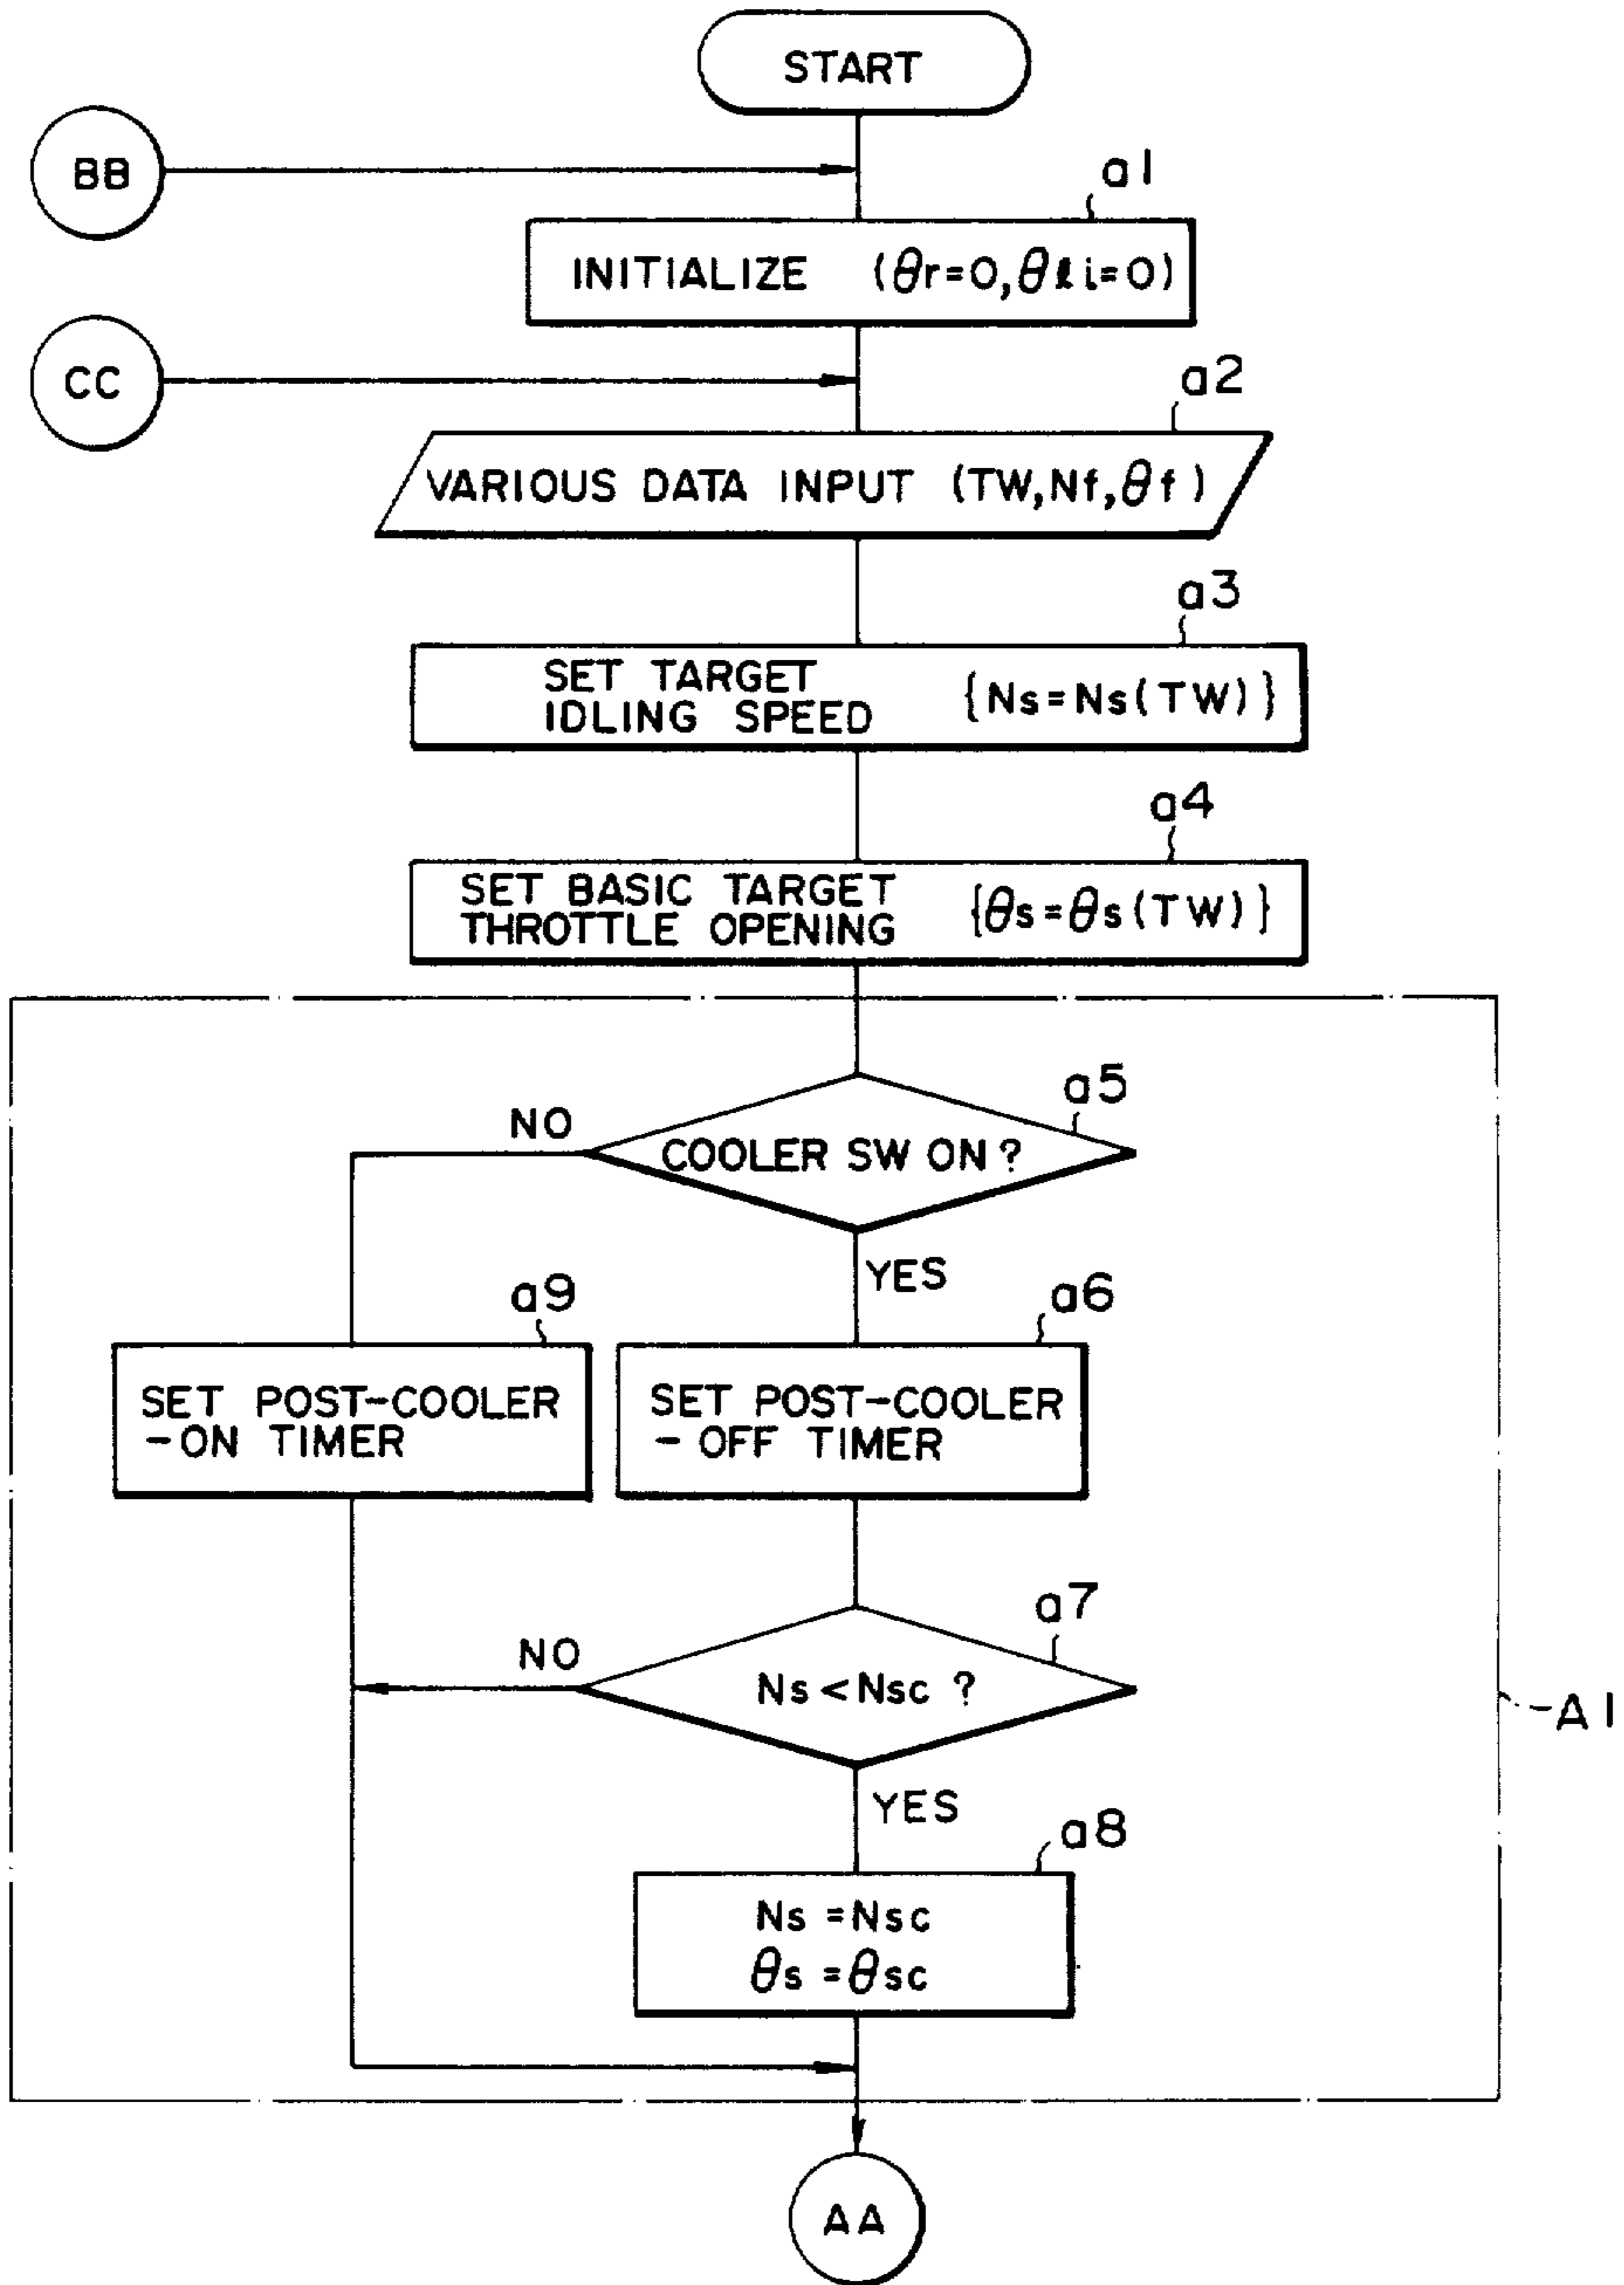 START
BB
a1
INITIALIZE (θr=0,θℓi=0)
CC
a2
VARIOUS DATA INPUT (TW,Nf,θf)
a3
SET TARGET
IDLING SPEED {Ns=Ns(TW)}
a4
SET BASIC TARGET
THROTTLE OPENING {θs=θs(TW)}
a5
NO
COOLER SW ON?
YES
a9
a6
SET POST-COOLER
-ON TIMER
SET POST-COOLER
-OFF TIMER
a7
NO
Ns<Nsc ?
A1
YES
a8
Ns=Nsc
θs=θsc
AA